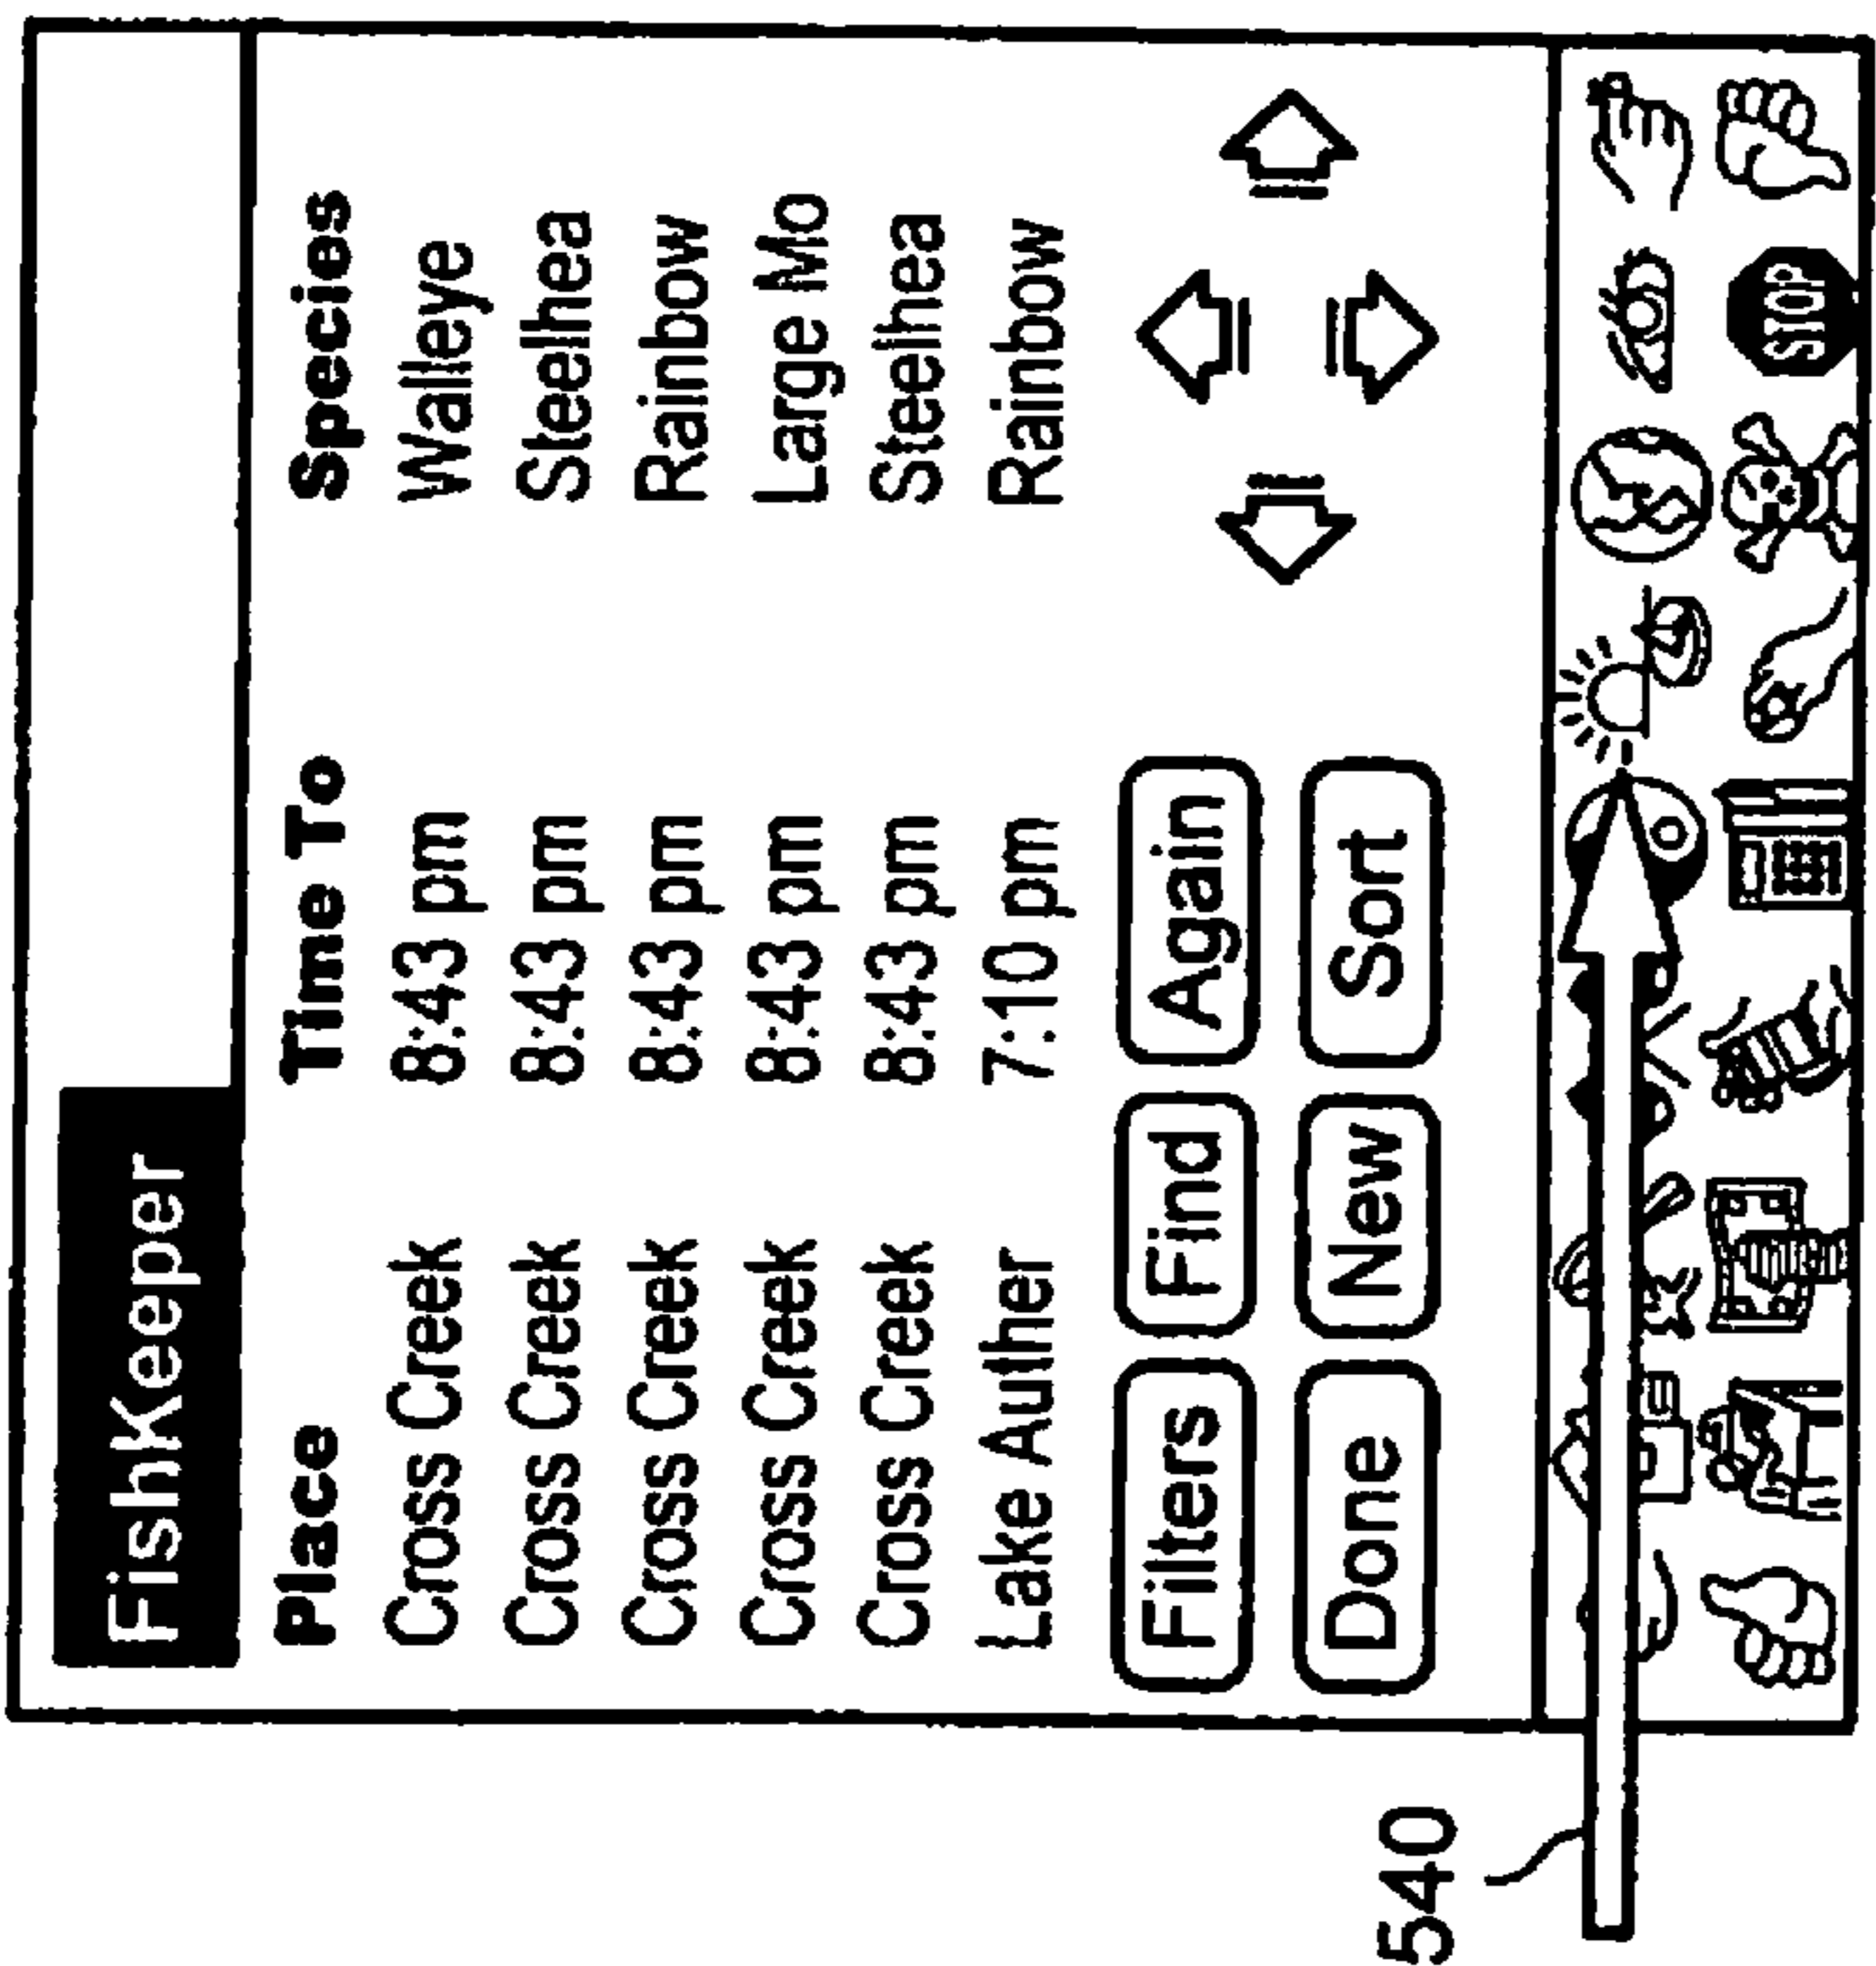 FishKeeper
Place Time To Species
Cross Creek 8:43 pm Walleye
Cross Creek 8:43 pm Steelhea
Cross Creek 8:43 pm Rainbow
Cross Creek 8:43 pm Large Mo
Cross Creek 8:43 pm Steelhea
Lake Aulher 7:10 pm Rainbow
Filters Find Again
Done New Sort
STOP
540